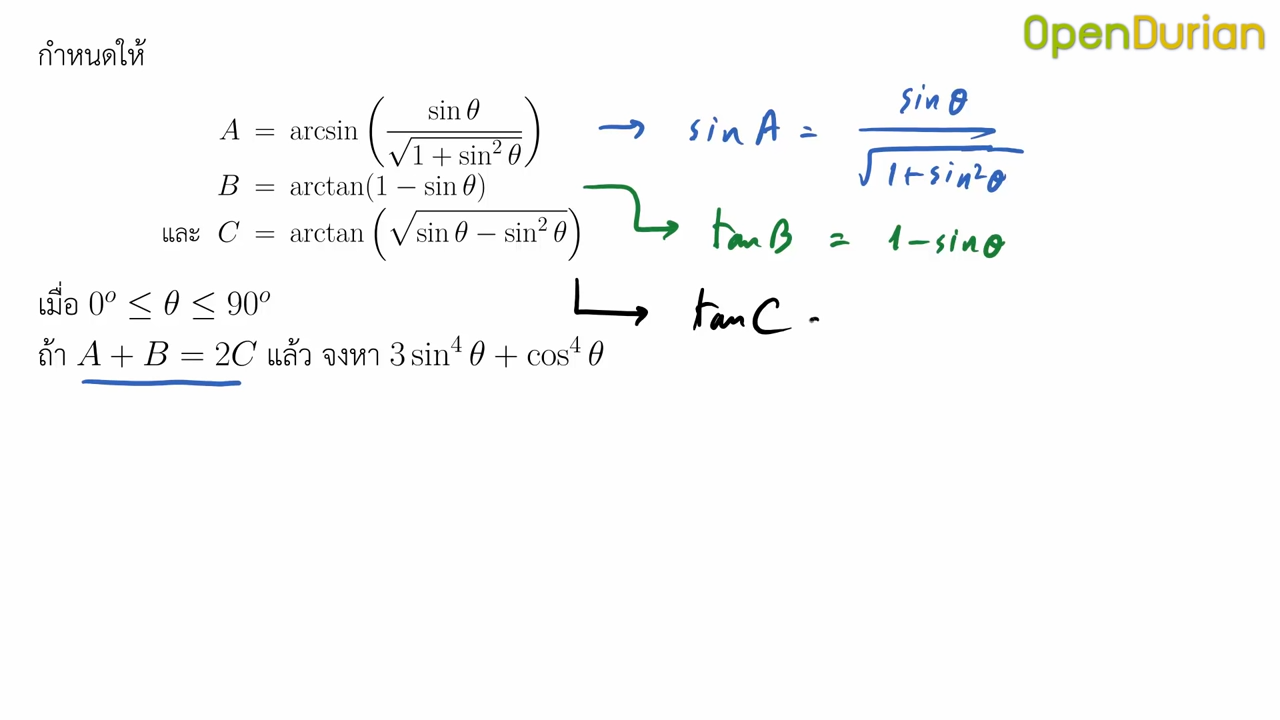 OpenDurian
กำหนดให้
A = arcsin ( sin θ / √(1 + sin² θ) ) → sin A = sin θ / √(1 + sin² θ)
B = arctan(1 − sin θ) → tan B = 1 − sin θ
และ C = arctan ( √(sin θ − sin² θ) ) → tan C -
เมื่อ 0° ≤ θ ≤ 90°
ถ้า A + B = 2C แล้ว จงหา 3 sin⁴ θ + cos⁴ θ